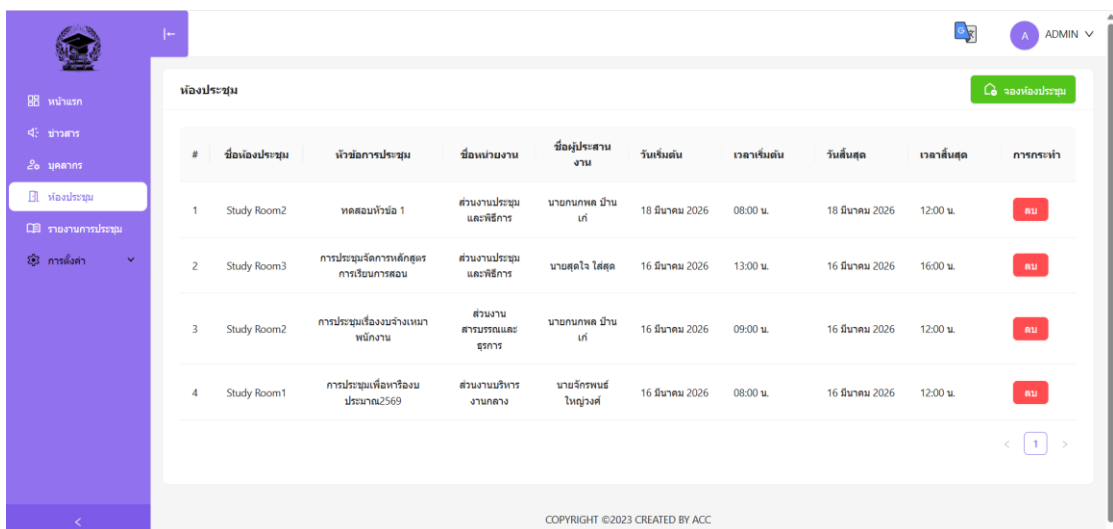 ADMIN
A
หน้าแรก
ข่าวสาร
บุคลากร
ห้องประชุม
รายงานการประชุม
การตั้งค่า
ห้องประชุม
จองห้องประชุม
# ชื่อห้องประชุม หัวข้อการประชุม ชื่อหน่วยงาน ชื่อผู้ประสาน วันเริ่มต้น เวลาเริ่มต้น วันสิ้นสุด เวลาสิ้นสุด การกระทำ
งาน
1 Study Room2 ทดสอบหัวข้อ 1 ส่วนงานประชุม นายกนกพล ป่าน 18 มีนาคม 2026 08:00 น. 18 มีนาคม 2026 12:00 น. ลบ
และพิธีการ เก่
2 Study Room3 การประชุมจัดการหลักสูตร ส่วนงานประชุม นายสุดใจ ใส่สุด 16 มีนาคม 2026 13:00 น. 16 มีนาคม 2026 16:00 น. ลบ
การเรียนการสอน และพิธีการ
3 Study Room2 การประชุมเรื่องงบจ้างเหมา ส่วนงาน นายกนกพล ป่าน 16 มีนาคม 2026 09:00 น. 16 มีนาคม 2026 12:00 น. ลบ
พนักงาน สารบรรณและ เก่
ธุรการ
4 Study Room1 การประชุมเพื่อหารืองบ ส่วนงานบริหาร นายจักรพนธ์ 16 มีนาคม 2026 08:00 น. 16 มีนาคม 2026 12:00 น. ลบ
ประมาณ2569 งานกลาง ใหญ่วงค์
< 1 >
COPYRIGHT ©2023 CREATED BY ACC